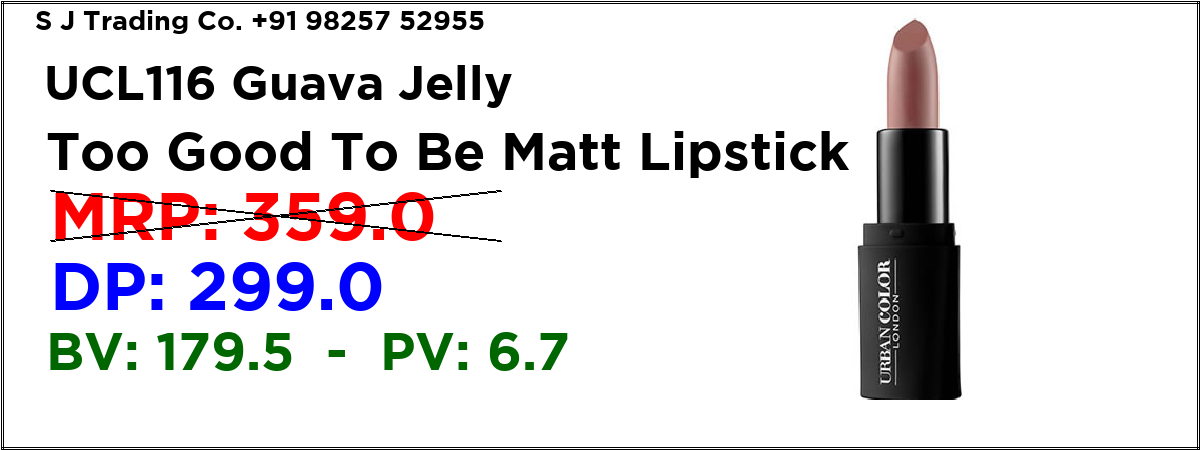 S J Trading Co. +91 98257 52955
UCL116 Guava Jelly
Too Good To Be Matt Lipstick
MRP: 359.0
DP: 299.0
BV: 179.5 - PV: 6.7
URBAN COLOR
LONDON